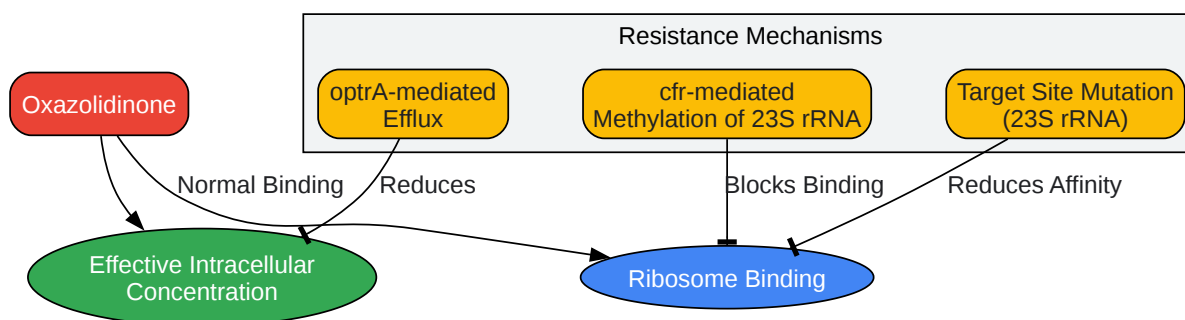 Resistance Mechanisms
Oxazolidinone
optrA-mediated
Efflux
cfr-mediated
Methylation of 23S rRNA
Target Site Mutation
(23S rRNA)
Normal Binding
Reduces
Blocks Binding
Reduces Affinity
Effective Intracellular
Concentration
Ribosome Binding